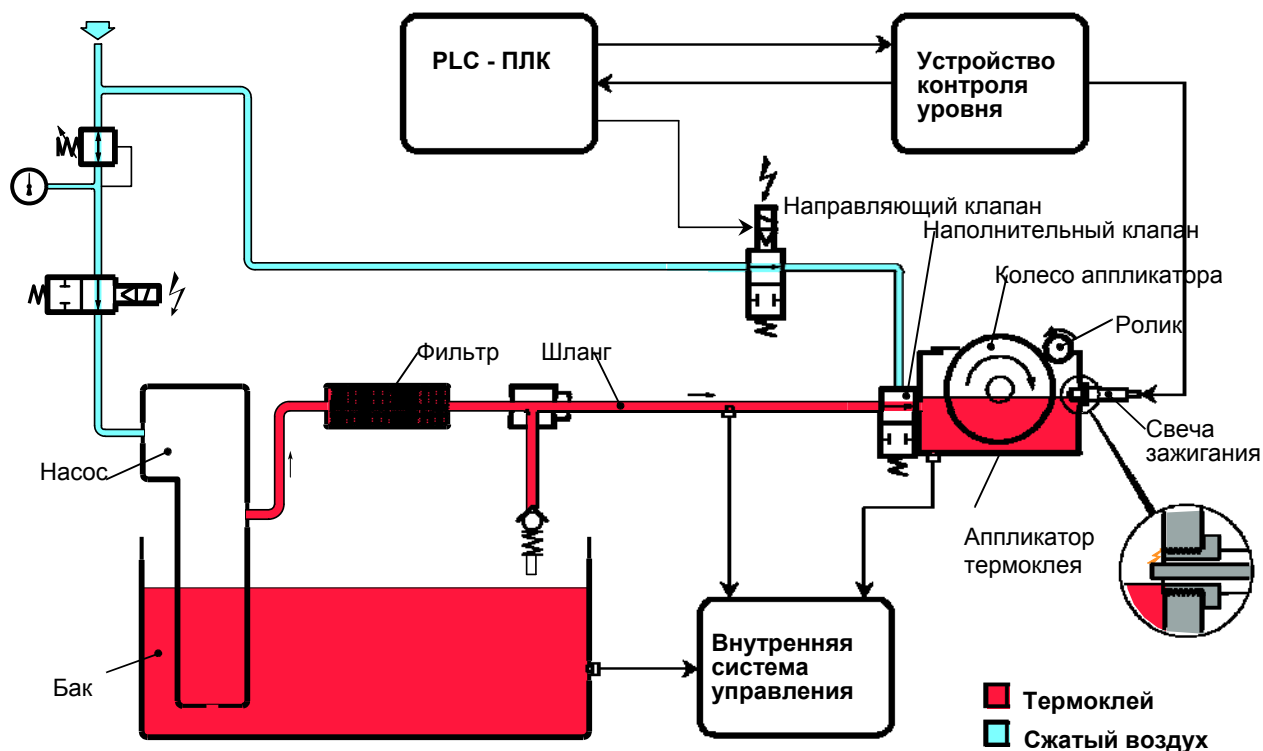 PLC - ПЛК
Устройство
контроля
уровня
Направляющий клапан
Наполнительный клапан
Колесо аппликатора
Ролик
Фильтр
Шланг
Насос
Свеча
зажигания
Аппликатор
термоклея
Бак
Внутренняя
система
управления
Термоклей
Сжатый воздух